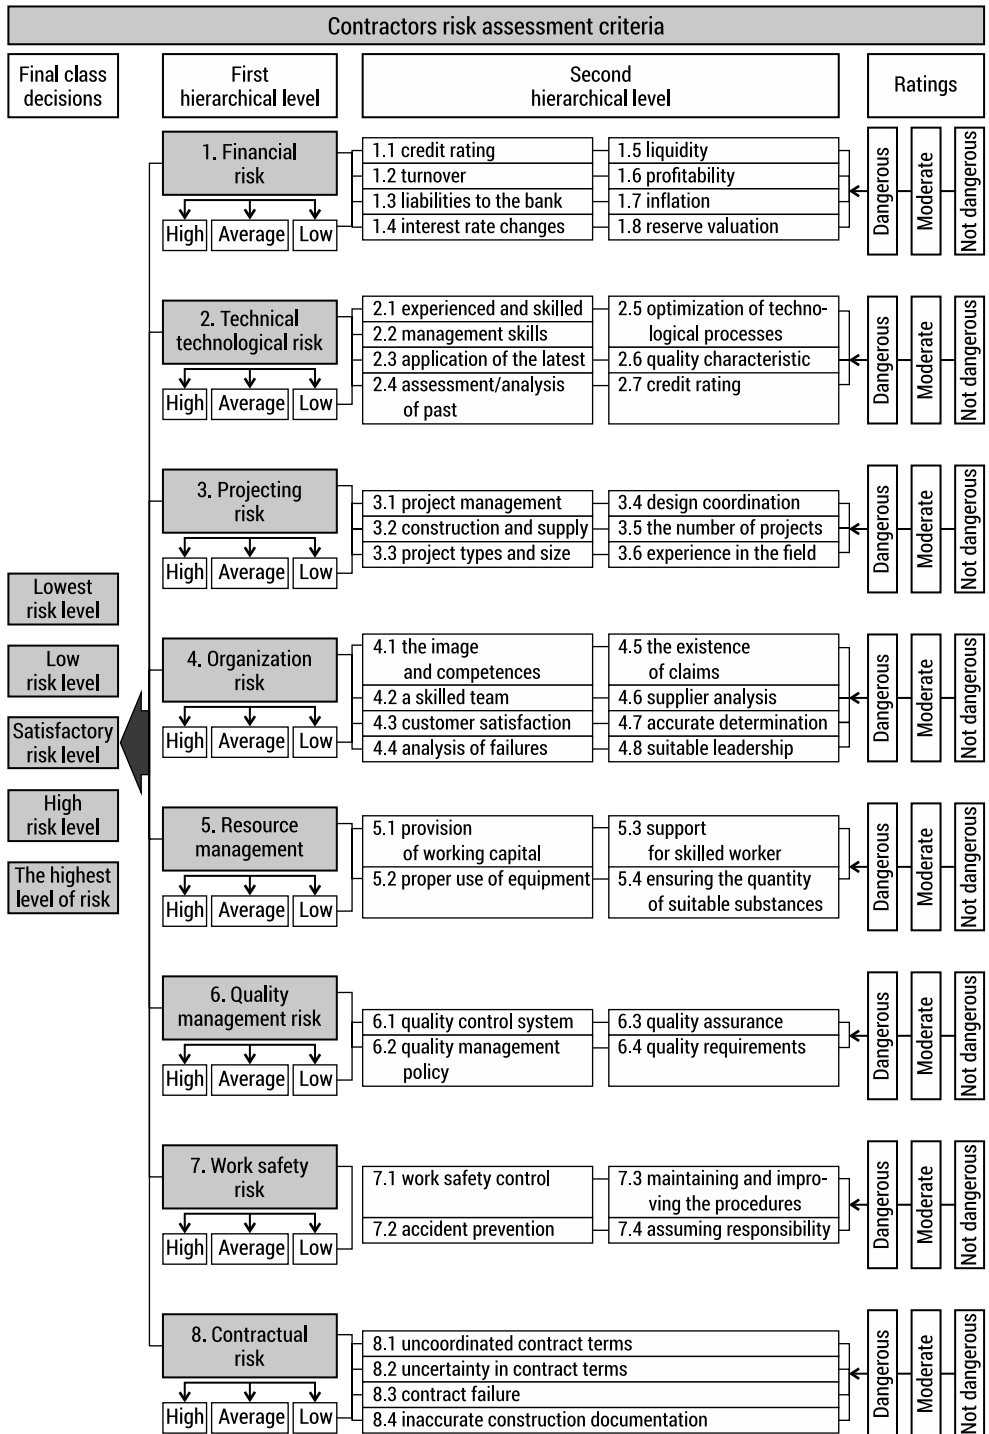 Contractors risk assessment criteria
Final class
decisions
First
hierarchical level
Second
hierarchical level
Ratings
1. Financial
risk
High
Average
Low
1.1 credit rating
1.2 turnover
1.3 liabilities to the bank
1.4 interest rate changes
1.5 liquidity
1.6 profitability
1.7 inflation
1.8 reserve valuation
Dangerous
Moderate
Not dangerous
2. Technical
technological risk
High
Average
Low
2.1 experienced and skilled
2.2 management skills
2.3 application of the latest
2.4 assessment/analysis
of past
2.5 optimization of techno-
logical processes
2.6 quality characteristic
2.7 credit rating
Dangerous
Moderate
Not dangerous
3. Projecting
risk
High
Average
Low
3.1 project management
3.2 construction and supply
3.3 project types and size
3.4 design coordination
3.5 the number of projects
3.6 experience in the field
Dangerous
Moderate
Not dangerous
Lowest
risk level
Low
risk level
Satisfactory
risk level
High
risk level
The highest
level of risk
4. Organization
risk
High
Average
Low
4.1 the image
and competences
4.2 a skilled team
4.3 customer satisfaction
4.4 analysis of failures
4.5 the existence
of claims
4.6 supplier analysis
4.7 accurate determination
4.8 suitable leadership
Dangerous
Moderate
Not dangerous
5. Resource
management
High
Average
Low
5.1 provision
of working capital
5.2 proper use of equipment
5.3 support
for skilled worker
5.4 ensuring the quantity
of suitable substances
Dangerous
Moderate
Not dangerous
6. Quality
management risk
High
Average
Low
6.1 quality control system
6.2 quality management
policy
6.3 quality assurance
6.4 quality requirements
Dangerous
Moderate
Not dangerous
7. Work safety
risk
High
Average
Low
7.1 work safety control
7.2 accident prevention
7.3 maintaining and impro-
ving the procedures
7.4 assuming responsibility
Dangerous
Moderate
Not dangerous
8. Contractual
risk
High
Average
Low
8.1 uncoordinated contract terms
8.2 uncertainty in contract terms
8.3 contract failure
8.4 inaccurate construction documentation
Dangerous
Moderate
Not dangerous